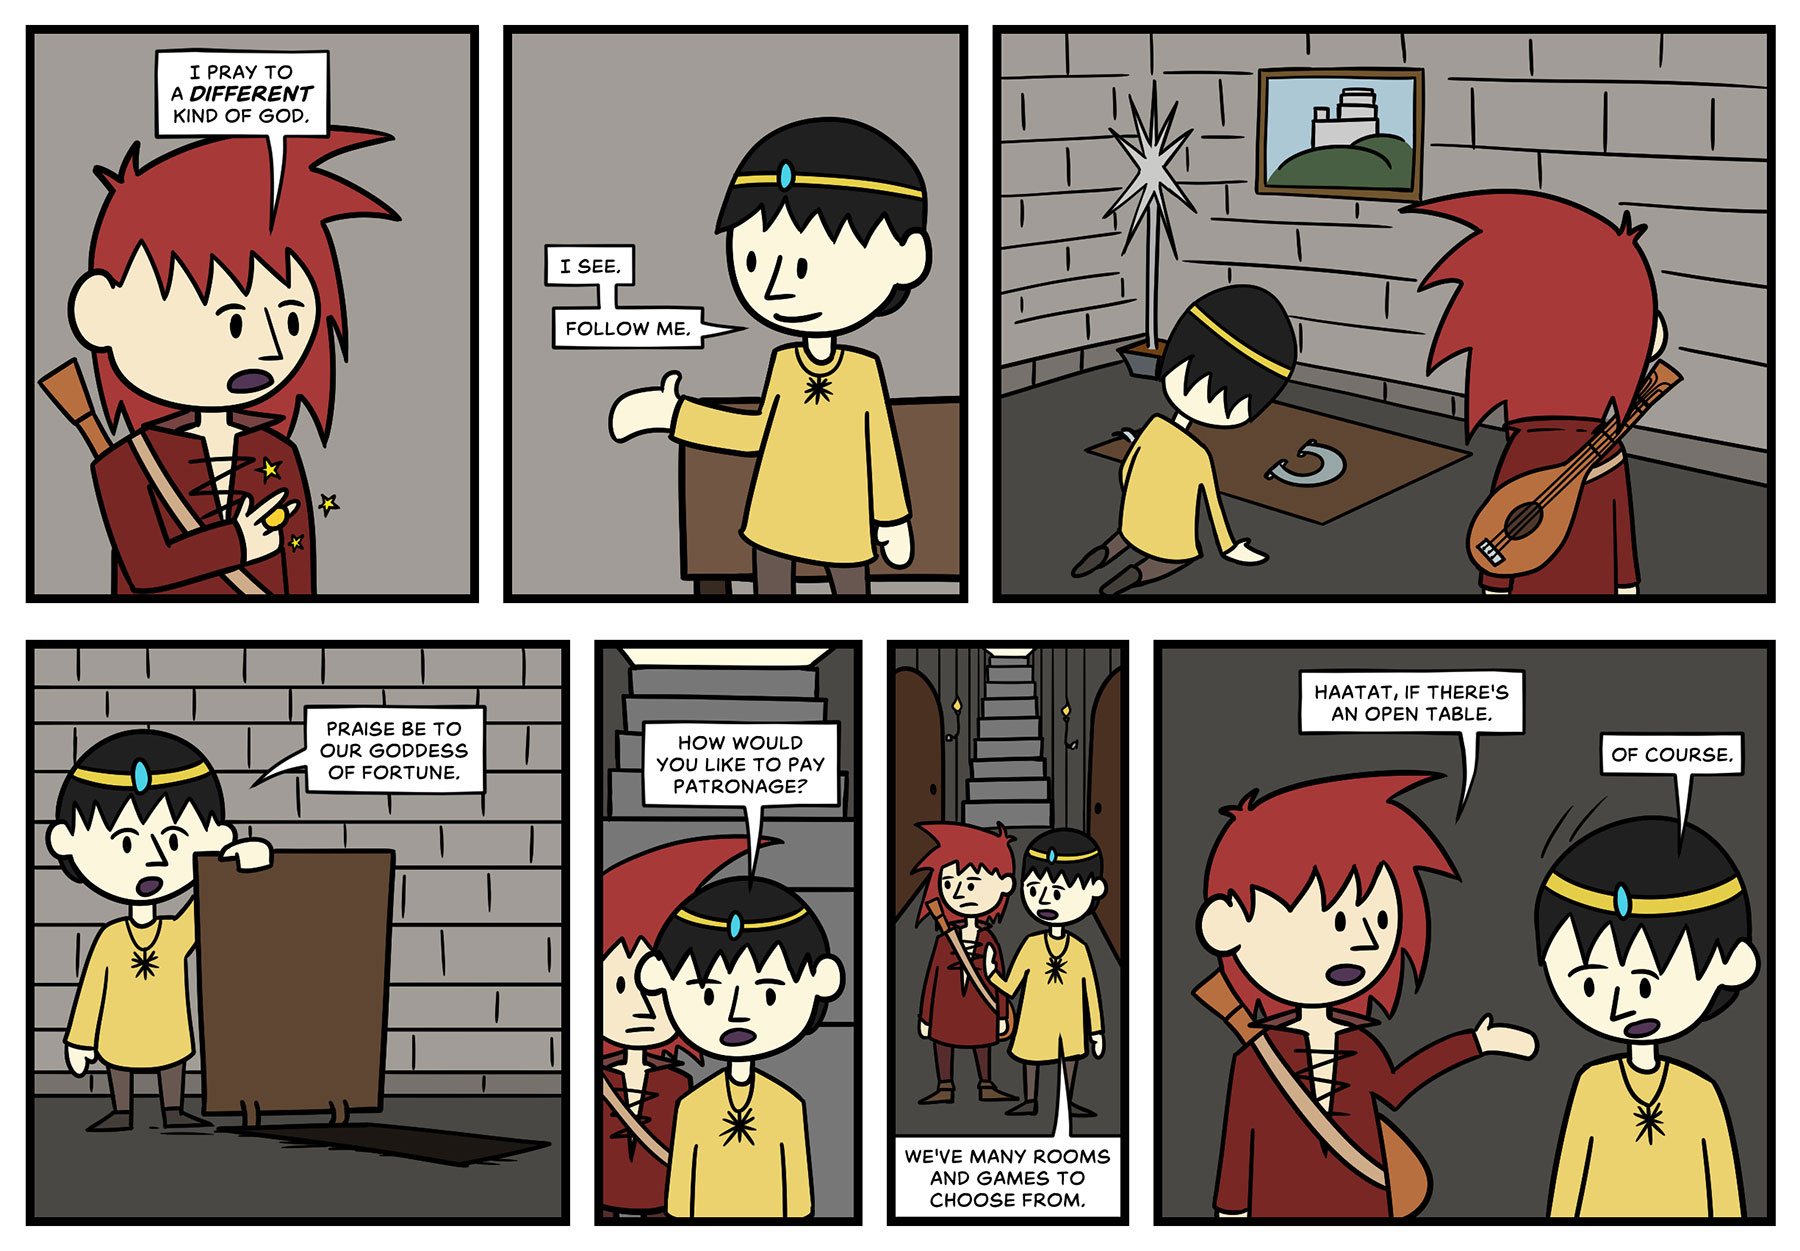 I PRAY TO
A DIFFERENT
KIND OF GOD.
I SEE.
FOLLOW ME.
PRAISE BE TO
OUR GODDESS
OF FORTUNE.
HOW WOULD
YOU LIKE TO PAY
PATRONAGE?
WE'VE MANY ROOMS
AND GAMES TO
CHOOSE FROM.
HAATAT, IF THERE'S
AN OPEN TABLE.
OF COURSE.